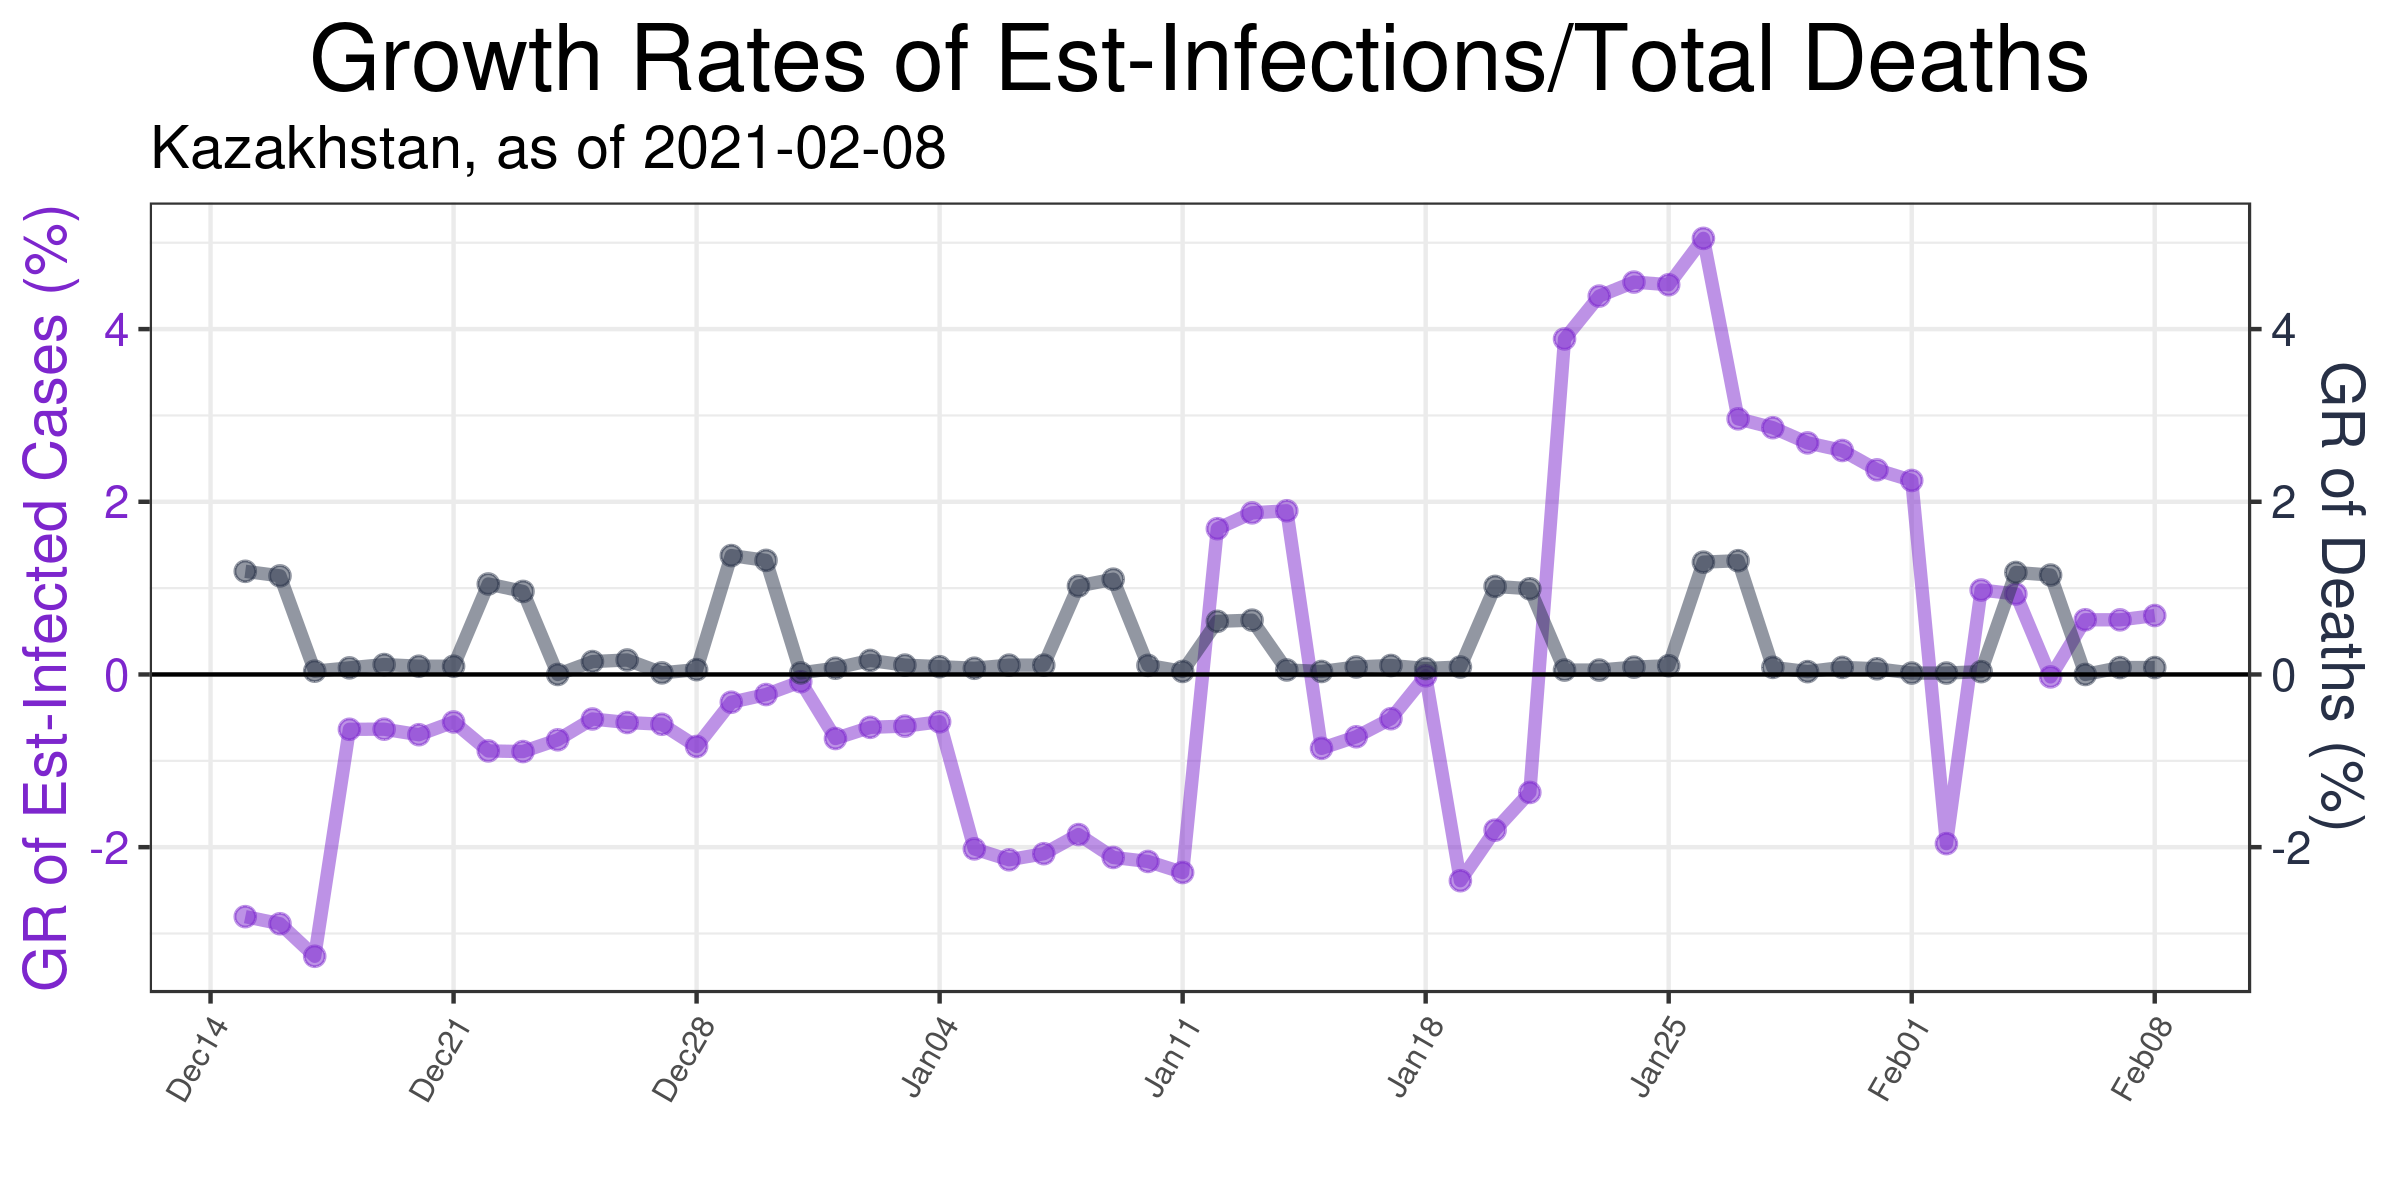 Growth Rates of Est-Infections/Total Deaths
Kazakhstan, as of 2021-02-08
GR of Est-Infected Cases (%)
4
2
0
-2
4
2
0
-2
GR of Deaths (%)
Dec14
Dec21
Dec28
Jan04
Jan11
Jan18
Jan25
Feb01
Feb08